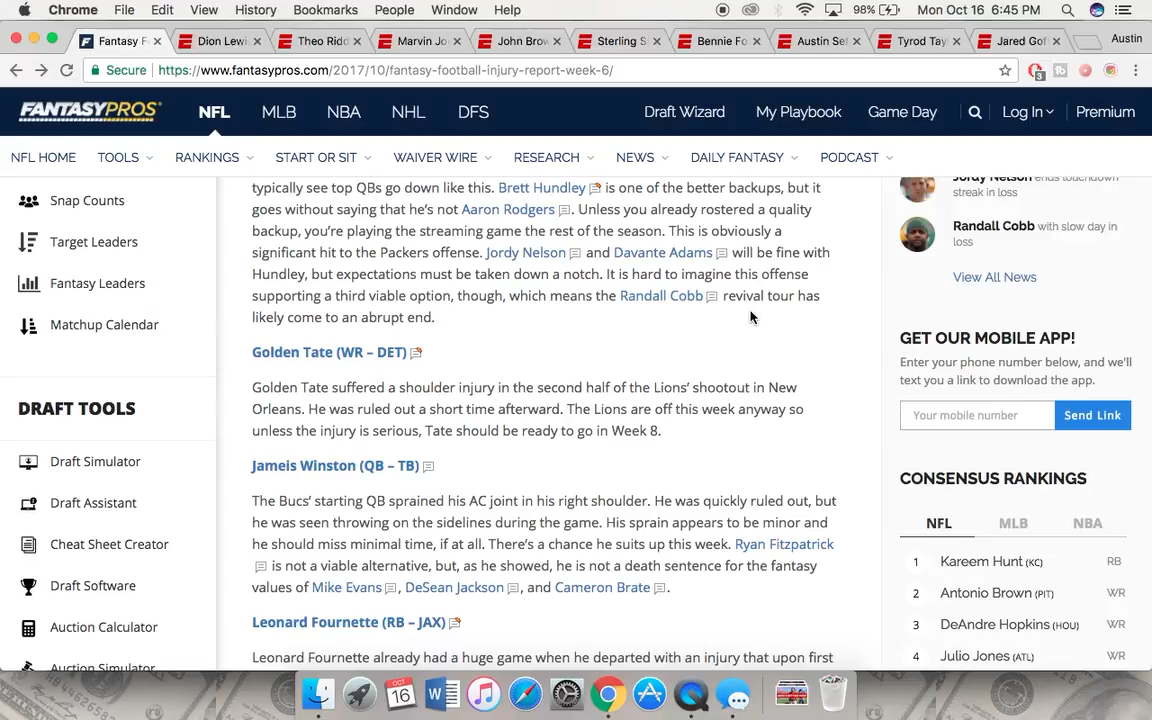 Chrome File Edit View History Bookmarks People Window Help 98% Mon Oct 16 6:45 PM
Fantasy F Dion Lewi Theo Rid Marvin Jo John Brow Sterling S Bennie Fo Austin Sef Tyrod Tay Jared Gof Austin
Secure https://www.fantasypros.com/2017/10/fantasy-football-injury-report-week-6/ 3
FANTASYPROS NFL MLB NBA NHL DFS Draft Wizard My Playbook Game Day Log In Premium
NFL HOME TOOLS RANKINGS START OR SIT WAIVER WIRE RESEARCH NEWS DAILY FANTASY PODCAST
Snap Counts
Target Leaders
Fantasy Leaders
Matchup Calendar
DRAFT TOOLS
Draft Simulator
Draft Assistant
Cheat Sheet Creator
Draft Software
Auction Calculator
Auction Simulator
typically see top QBs go down like this. Brett Hundley is one of the better backups, but it
goes without saying that he's not Aaron Rodgers. Unless you already rostered a quality
backup, you're playing the streaming game the rest of the season. This is obviously a
significant hit to the Packers offense. Jordy Nelson and Davante Adams will be fine with
Hundley, but expectations must be taken down a notch. It is hard to imagine this offense
supporting a third viable option, though, which means the Randall Cobb revival tour has
likely come to an abrupt end.
Golden Tate (WR – DET)
Golden Tate suffered a shoulder injury in the second half of the Lions' shootout in New
Orleans. He was ruled out a short time afterward. The Lions are off this week anyway so
unless the injury is serious, Tate should be ready to go in Week 8.
Jameis Winston (QB – TB)
The Bucs' starting QB sprained his AC joint in his right shoulder. He was quickly ruled out, but
he was seen throwing on the sidelines during the game. His sprain appears to be minor and
he should miss minimal time, if at all. There's a chance he suits up this week. Ryan Fitzpatrick
is not a viable alternative, but, as he showed, he is not a death sentence for the fantasy
values of Mike Evans, DeSean Jackson, and Cameron Brate.
Leonard Fournette (RB – JAX)
Leonard Fournette already had a huge game when he departed with an injury that upon first
Jordy Nelson ends touchdown
streak in loss
Randall Cobb with slow day in
loss
View All News
GET OUR MOBILE APP!
Enter your phone number below, and we'll
text you a link to download the app.
Your mobile number Send Link
CONSENSUS RANKINGS
NFL MLB NBA
1 Kareem Hunt (KC) RB
2 Antonio Brown (PIT) WR
3 DeAndre Hopkins (HOU) WR
4 Julio Jones (ATL) WR
OCT
16